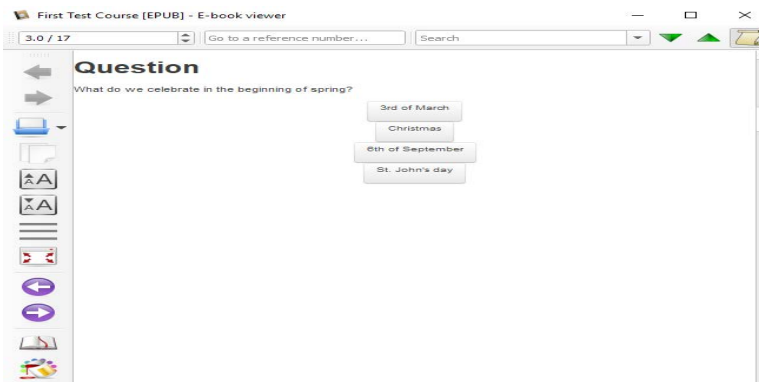 First Test Course [EPUB] - E-book viewer
3.0 / 17 Go to a reference number... Search
Question
What do we celebrate in the beginning of spring?
3rd of March
Christmas
6th of September
St. John's day